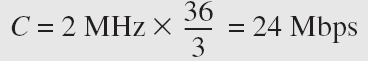 C = 2 MHz × 36/3 = 24 Mbps